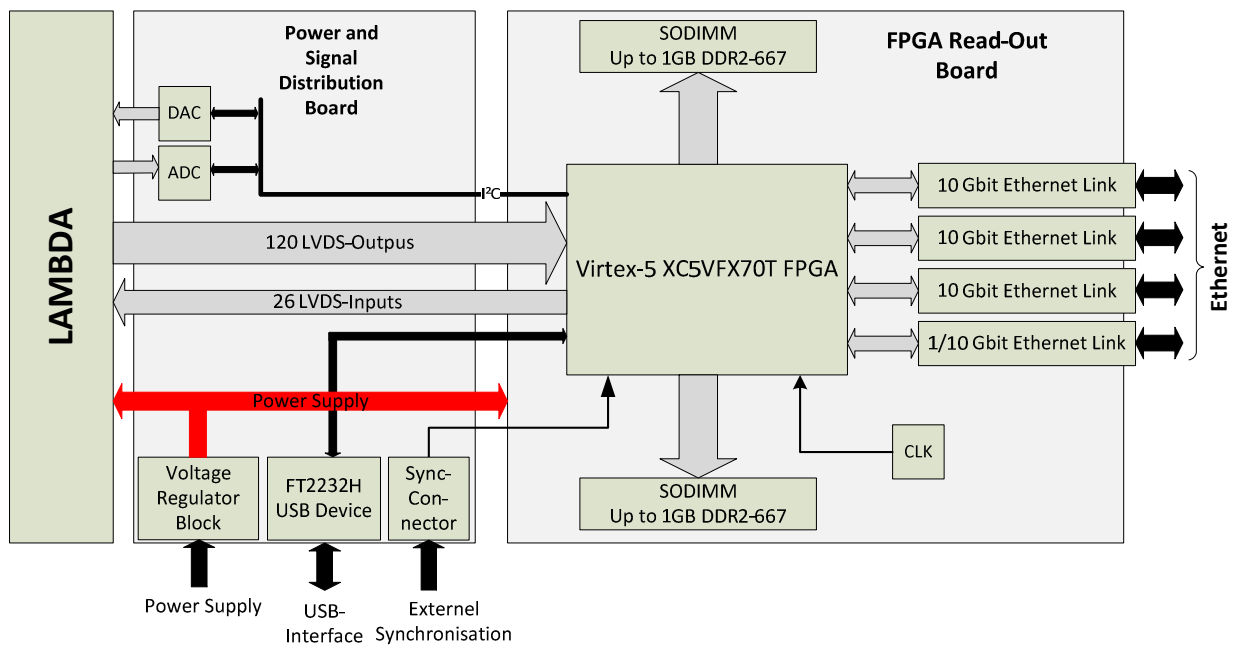 LAMBDA
Power and
Signal
Distribution
Board
DAC
ADC
I²C
120 LVDS-Outpus
26 LVDS-Inputs
Power Supply
Voltage
Regulator
Block
FT2232H
USB Device
Sync-
Con-
nector
Power Supply
USB-
Interface
Externel
Synchronisation
FPGA Read-Out
Board
SODIMM
Up to 1GB DDR2-667
Virtex-5 XC5VFX70T FPGA
10 Gbit Ethernet Link
10 Gbit Ethernet Link
10 Gbit Ethernet Link
1/10 Gbit Ethernet Link
Ethernet
CLK
SODIMM
Up to 1GB DDR2-667